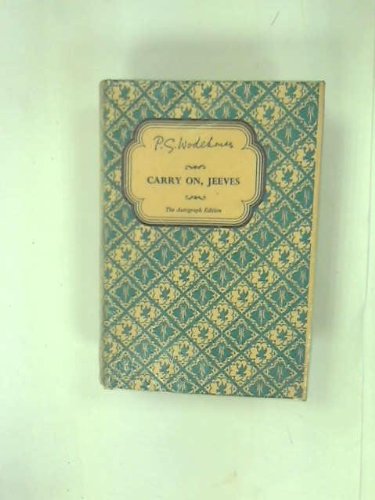 P. G. Wodehouse
CARRY ON, JEEVES
The Autograph Edition